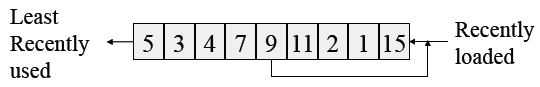 Least
Recently
used
5 3 4 7 9 11 2 1 15
Recently
loaded